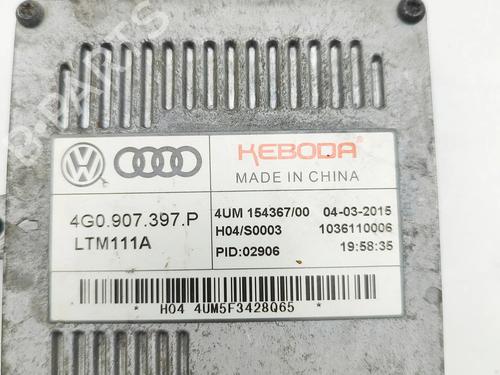 KEBODA
MADE IN CHINA
4G0.907.397.P
LTM111A
4UM 154367/00 04-03-2015
H04/S0003 1036110006
PID:02906 19:58:35
* H04 4UM5F3428Q65 *